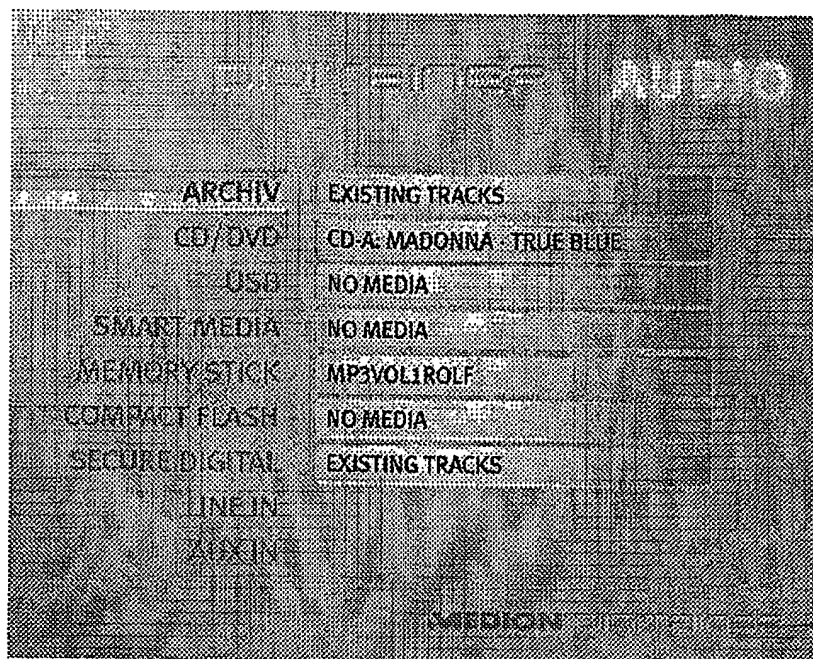 AUDIO
ARCHIV EXISTING TRACKS
CD/DVD CD-A: MADONNA - TRUE BLUE
USB NO MEDIA
SMART MEDIA NO MEDIA
MEMORY STICK MP3VOL1ROLF
COMPACT FLASH NO MEDIA
SECURE DIGITAL EXISTING TRACKS
LINE IN
AUX IN
MEDION